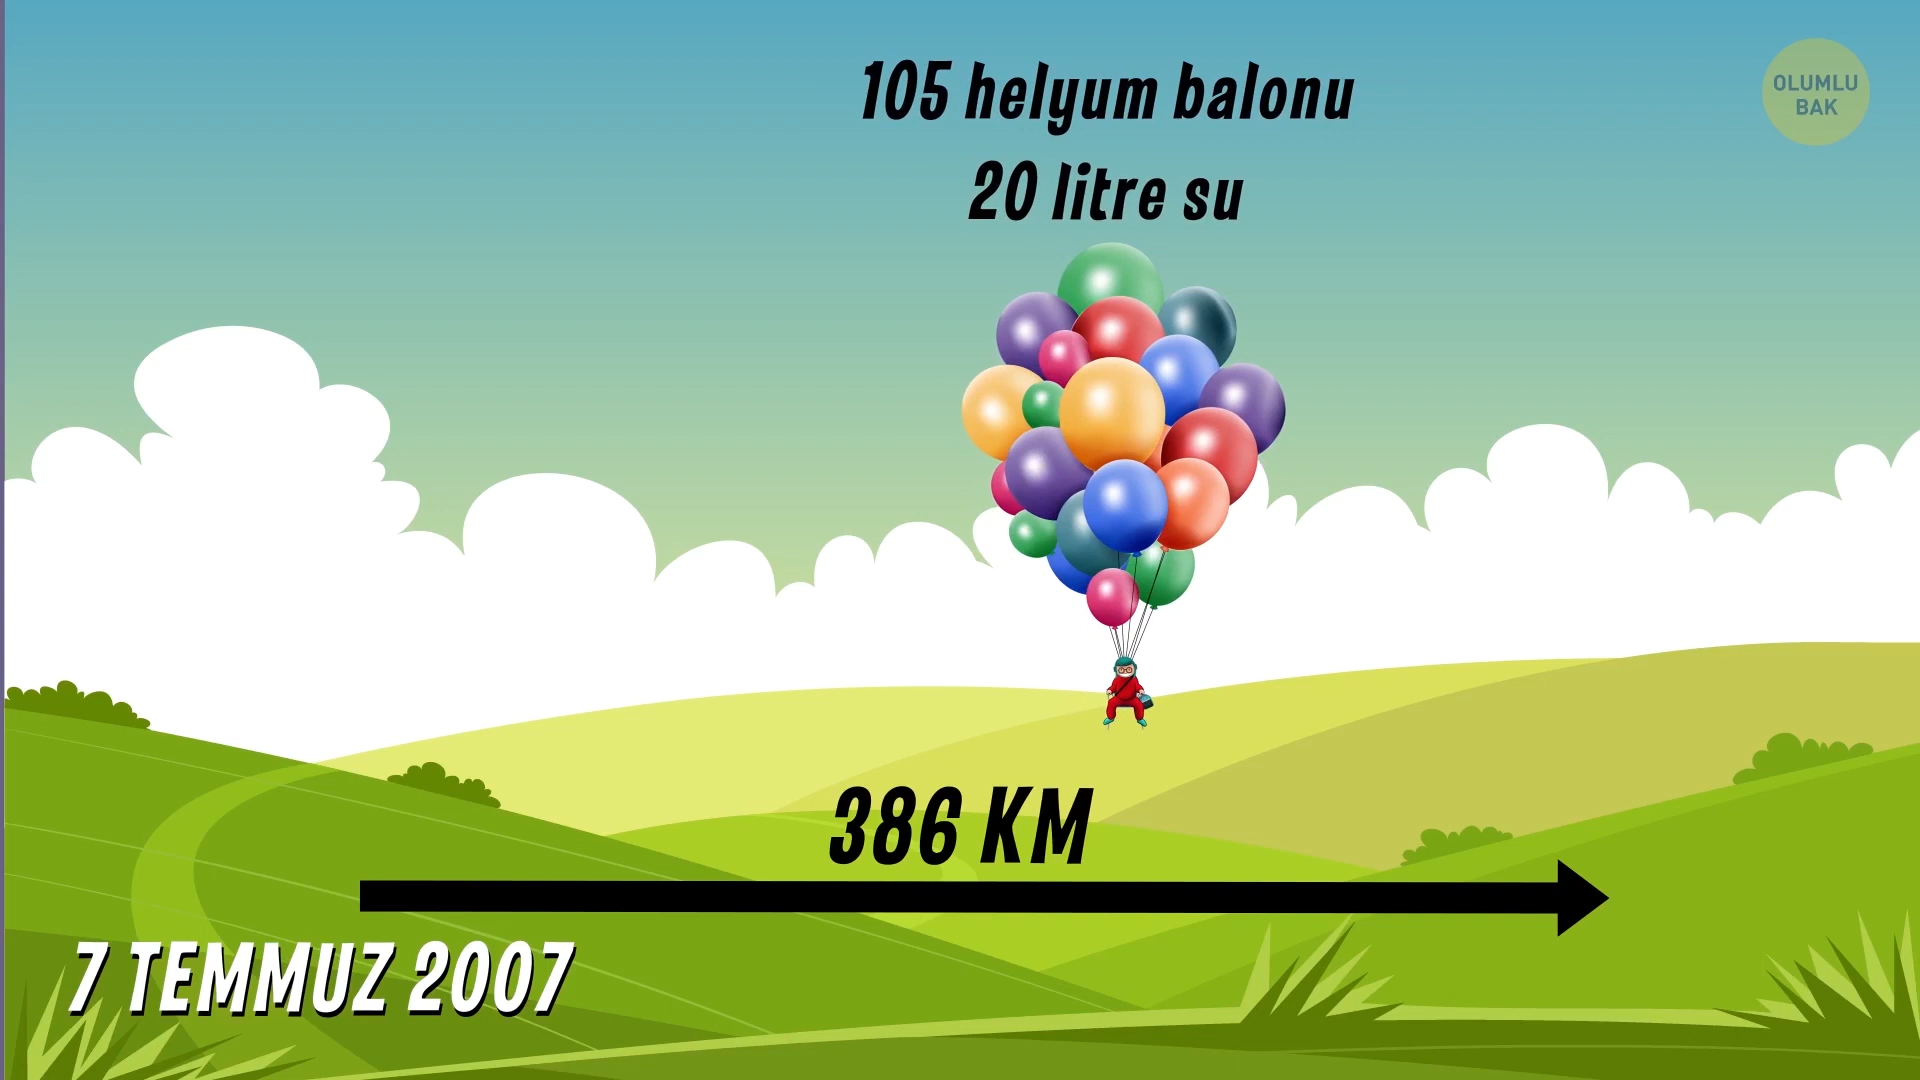 105 helyum balonu
20 litre su
OLUMLU
BAK
386 KM
7 TEMMUZ 2007